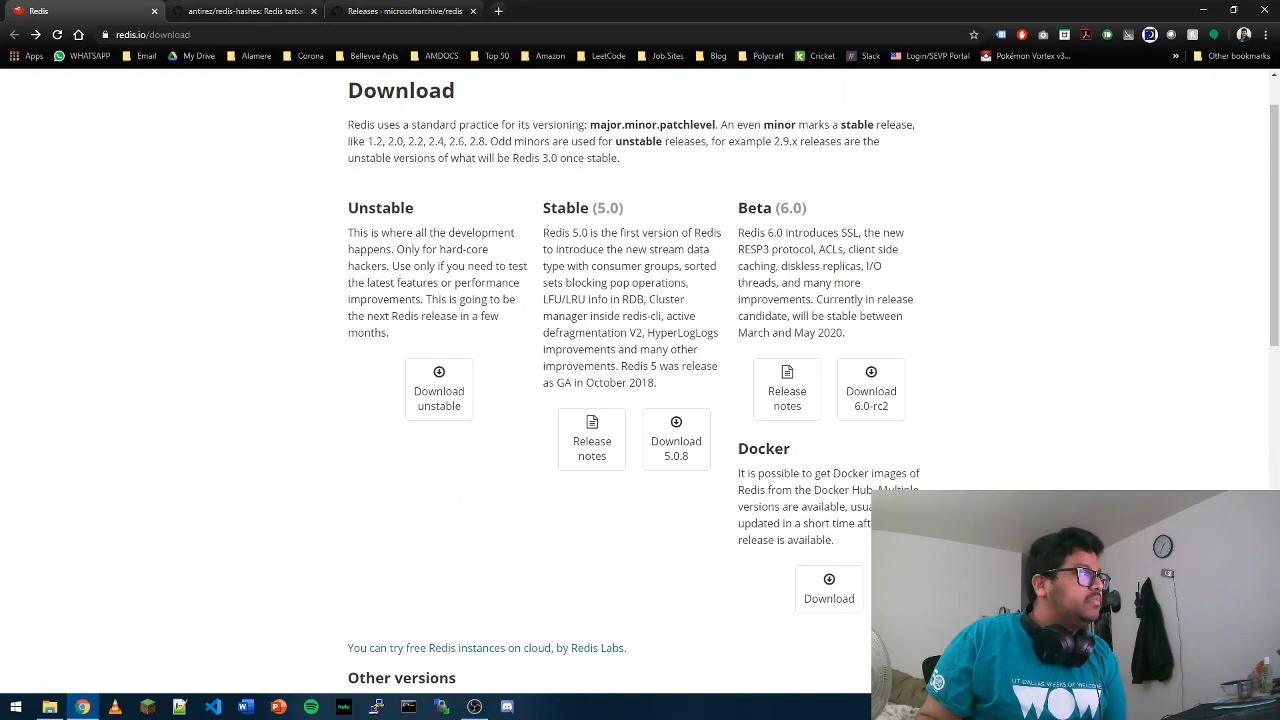 Redis
antirez/redis-hashes: Redis tarba
Releases · microsoftarchive/redis
redis.io/download
Apps
WHATSAPP
Email
My Drive
Alamere
Corona
Bellevue Apts
AMDOCS
Top 50
Amazon
LeetCode
Job Sites
Blog
Polycraft
Cricket
Slack
Login/SEVP Portal
Pokémon Vortex v3...
»
Other bookmarks
Download
Redis uses a standard practice for its versioning: major.minor.patchlevel. An even minor marks a stable release,
like 1.2, 2.0, 2.2, 2.4, 2.6, 2.8. Odd minors are used for unstable releases, for example 2.9.x releases are the
unstable versions of what will be Redis 3.0 once stable.
Unstable
This is where all the development
happens. Only for hard-core
hackers. Use only if you need to test
the latest features or performance
improvements. This is going to be
the next Redis release in a few
months.
Download
unstable
Stable (5.0)
Redis 5.0 is the first version of Redis
to introduce the new stream data
type with consumer groups, sorted
sets blocking pop operations,
LFU/LRU info in RDB, Cluster
manager inside redis-cli, active
defragmentation V2, HyperLogLogs
improvements and many other
improvements. Redis 5 was release
as GA in October 2018.
Release
notes
Download
5.0.8
Beta (6.0)
Redis 6.0 introduces SSL, the new
RESP3 protocol, ACLs, client side
caching, diskless replicas, I/O
threads, and many more
improvements. Currently in release
candidate, will be stable between
March and May 2020.
Release
notes
Download
6.0-rc2
Docker
It is possible to get Docker images of
Redis from the Docker Hub. Multiple
versions are available, usua
updated in a short time aft
release is available.
Download
You can try free Redis instances on cloud, by Redis Labs.
Other versions
hulu
UT DALLAS WEEKS OF WELCOME
WOW